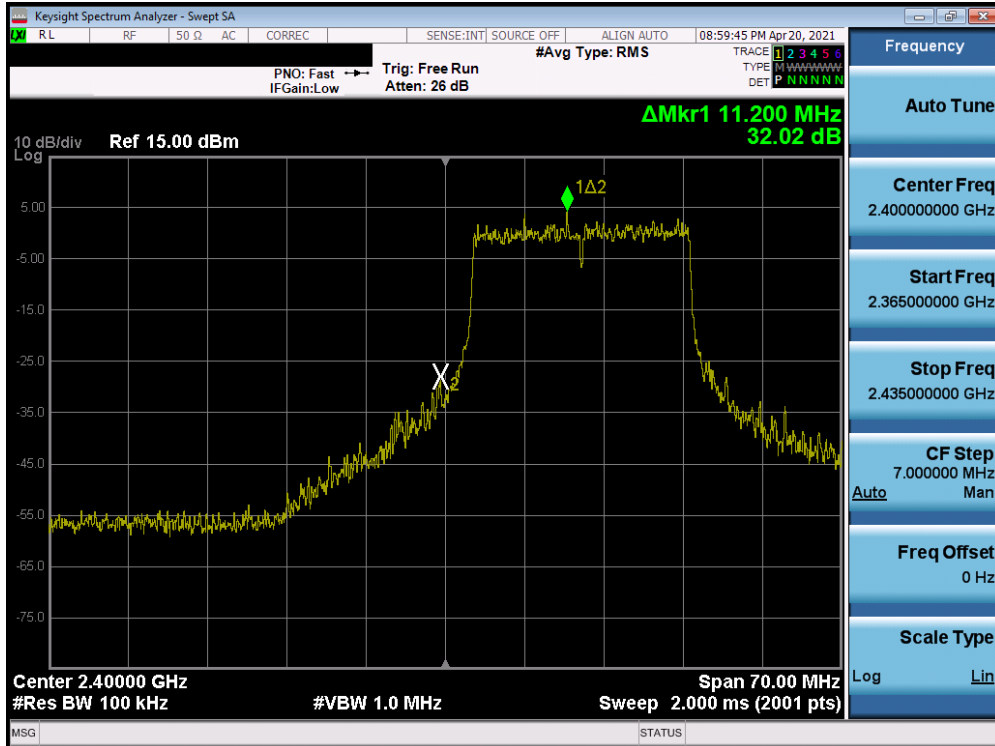 Keysight Spectrum Analyzer - Swept SA
LXI RL RF 50 Ω AC CORREC SENSE:INT SOURCE OFF ALIGN AUTO 08:59:45 PM Apr 20, 2021
#Avg Type: RMS
TRACE 1 2 3 4 5 6
TYPE M W W W W W
DET P N N N N N
PNO: Fast
IFGain:Low
Trig: Free Run
Atten: 26 dB
ΔMkr1 11.200 MHz
32.02 dB
10 dB/div
Log
Ref 15.00 dBm
5.00
-5.00
-15.0
-25.0
-35.0
-45.0
-55.0
-65.0
-75.0
1Δ2
X2
Center 2.40000 GHz
Span 70.00 MHz
#Res BW 100 kHz
#VBW 1.0 MHz
Sweep 2.000 ms (2001 pts)
MSG
STATUS
Frequency
Auto Tune
Center Freq
2.400000000 GHz
Start Freq
2.365000000 GHz
Stop Freq
2.435000000 GHz
CF Step
7.000000 MHz
Auto Man
Freq Offset
0 Hz
Scale Type
Log Lin